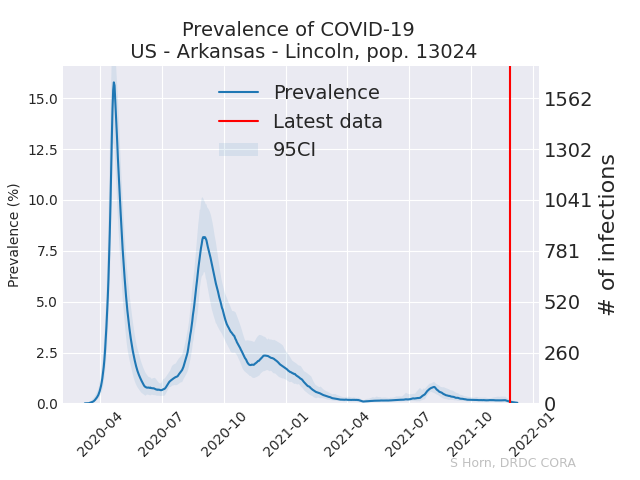 Prevalence of COVID-19
US - Arkansas - Lincoln, pop. 13024
Prevalence
Latest data
95CI
15.0
12.5
10.0
7.5
5.0
2.5
0.0
Prevalence (%)
1562
1302
1041
781
520
260
0
# of infections
2020-04
2020-07
2020-10
2021-01
2021-04
2021-07
2021-10
2022-01
S Horn, DRDC CORA